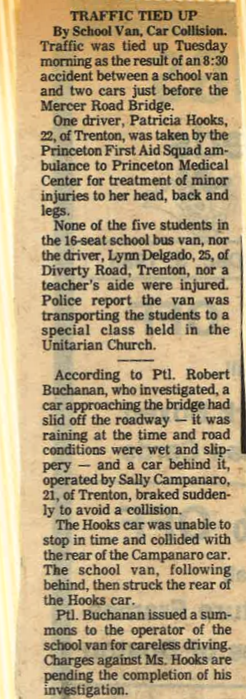 TRAFFIC TIED UP
By School Van, Car Collision.
Traffic was tied up Tuesday
morning as the result of an 8:30
accident between a school van
and two cars just before the
Mercer Road Bridge.
One driver, Patricia Hooks,
22, of Trenton, was taken by the
Princeton First Aid Squad am-
bulance to Princeton Medical
Center for treatment of minor
injuries to her head, back and
legs.
None of the five students in
the 16-seat school bus van, nor
the driver, Lynn Delgado, 25, of
Diverty Road, Trenton, nor a
teacher's aide were injured.
Police report the van was
transporting the students to a
special class held in the
Unitarian Church.
According to Ptl. Robert
Buchanan, who investigated, a
car approaching the bridge had
slid off the roadway — it was
raining at the time and road
conditions were wet and slip-
pery — and a car behind it,
operated by Sally Campanaro,
21, of Trenton, braked sudden-
ly to avoid a collision.
The Hooks car was unable to
stop in time and collided with
the rear of the Campanaro car.
The school van, following
behind, then struck the rear of
the Hooks car.
Ptl. Buchanan issued a sum-
mons to the operator of the
school van for careless driving.
Charges against Ms. Hooks are
pending the completion of his
investigation.